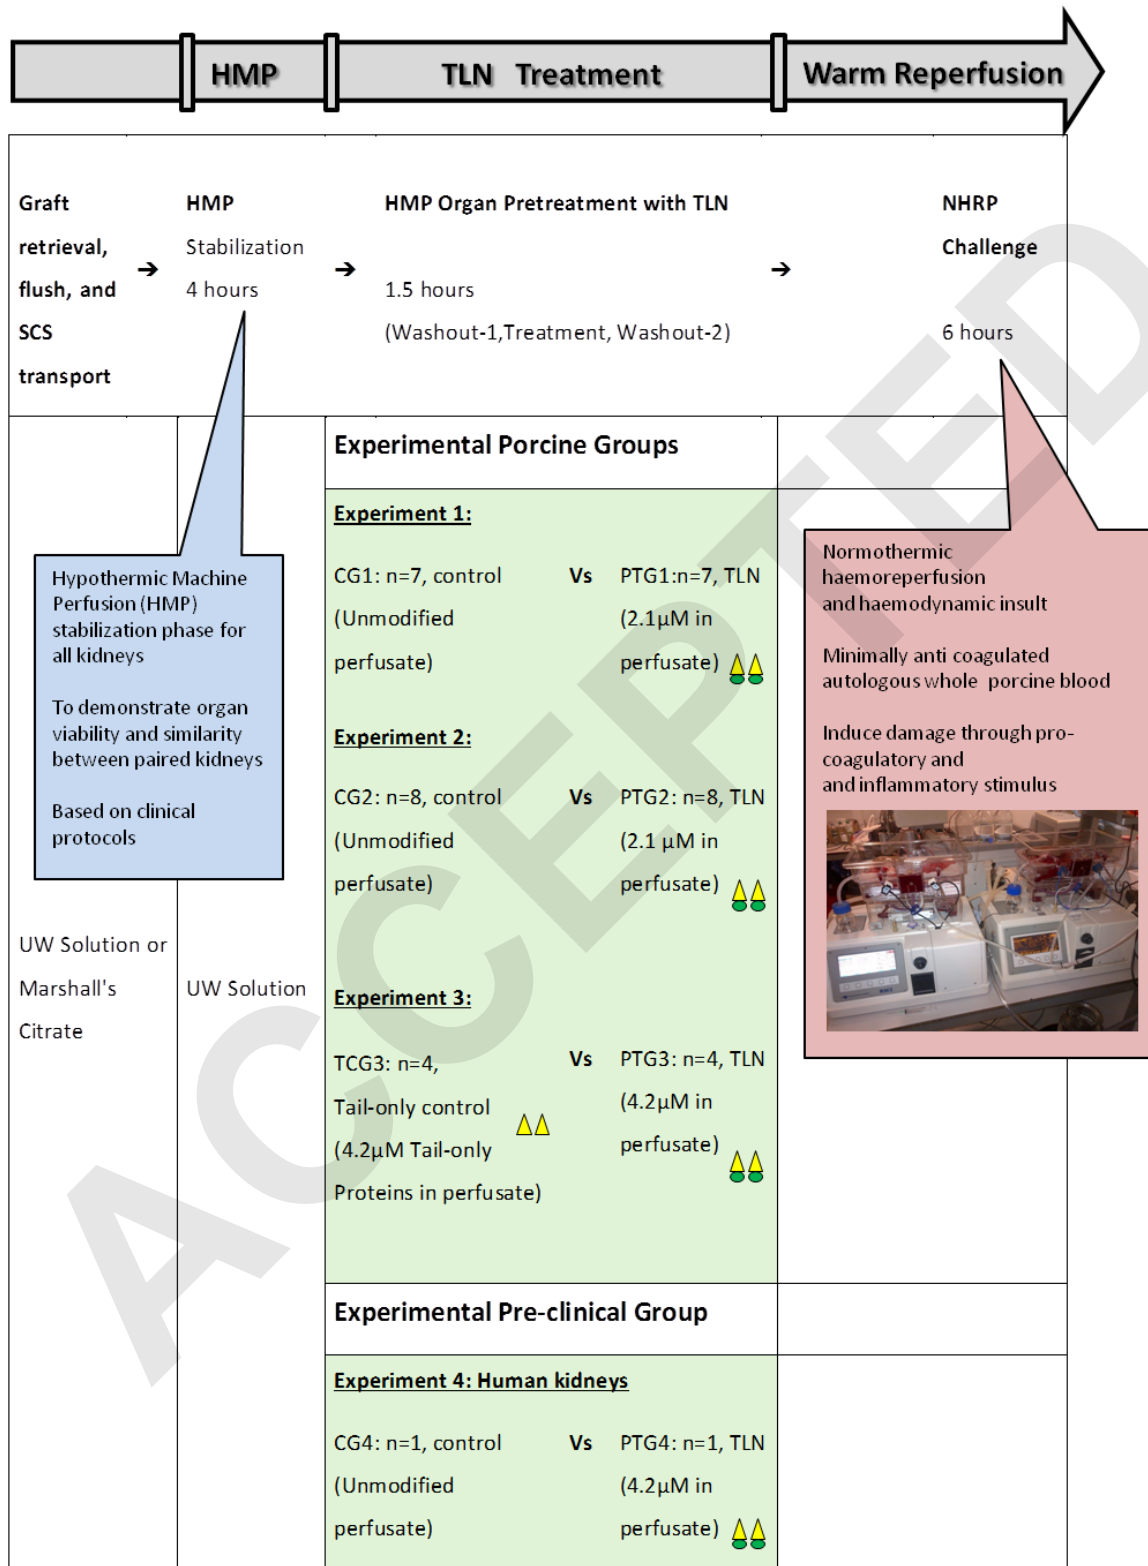 HMP
TLN Treatment
Warm Reperfusion
Graft
retrieval,
flush, and
SCS
transport
➔
HMP
Stabilization
4 hours
➔
HMP Organ Pretreatment with TLN
1.5 hours
(Washout-1,Treatment, Washout-2)
➔
NHRP
Challenge
6 hours
Hypothermic Machine
Perfusion (HMP)
stabilization phase for
all kidneys
To demonstrate organ
viability and similarity
between paired kidneys
Based on clinical
protocols
UW Solution or
Marshall's
Citrate
UW Solution
Experimental Porcine Groups
Experiment 1:
CG1: n=7, control
(Unmodified
perfusate)
Vs
PTG1:n=7, TLN
(2.1µM in
perfusate)
Experiment 2:
CG2: n=8, control
(Unmodified
perfusate)
Vs
PTG2: n=8, TLN
(2.1 µM in
perfusate)
Experiment 3:
TCG3: n=4,
Tail-only control
(4.2µM Tail-only
Proteins in perfusate)
Vs
PTG3: n=4, TLN
(4.2µM in
perfusate)
Experimental Pre-clinical Group
Experiment 4: Human kidneys
CG4: n=1, control
(Unmodified
perfusate)
Vs
PTG4: n=1, TLN
(4.2µM in
perfusate)
Normothermic
haemoreperfusion
and haemodynamic insult
Minimally anti coagulated
autologous whole porcine blood
Induce damage through pro-
coagulatory and
and inflammatory stimulus
ACCEPTED